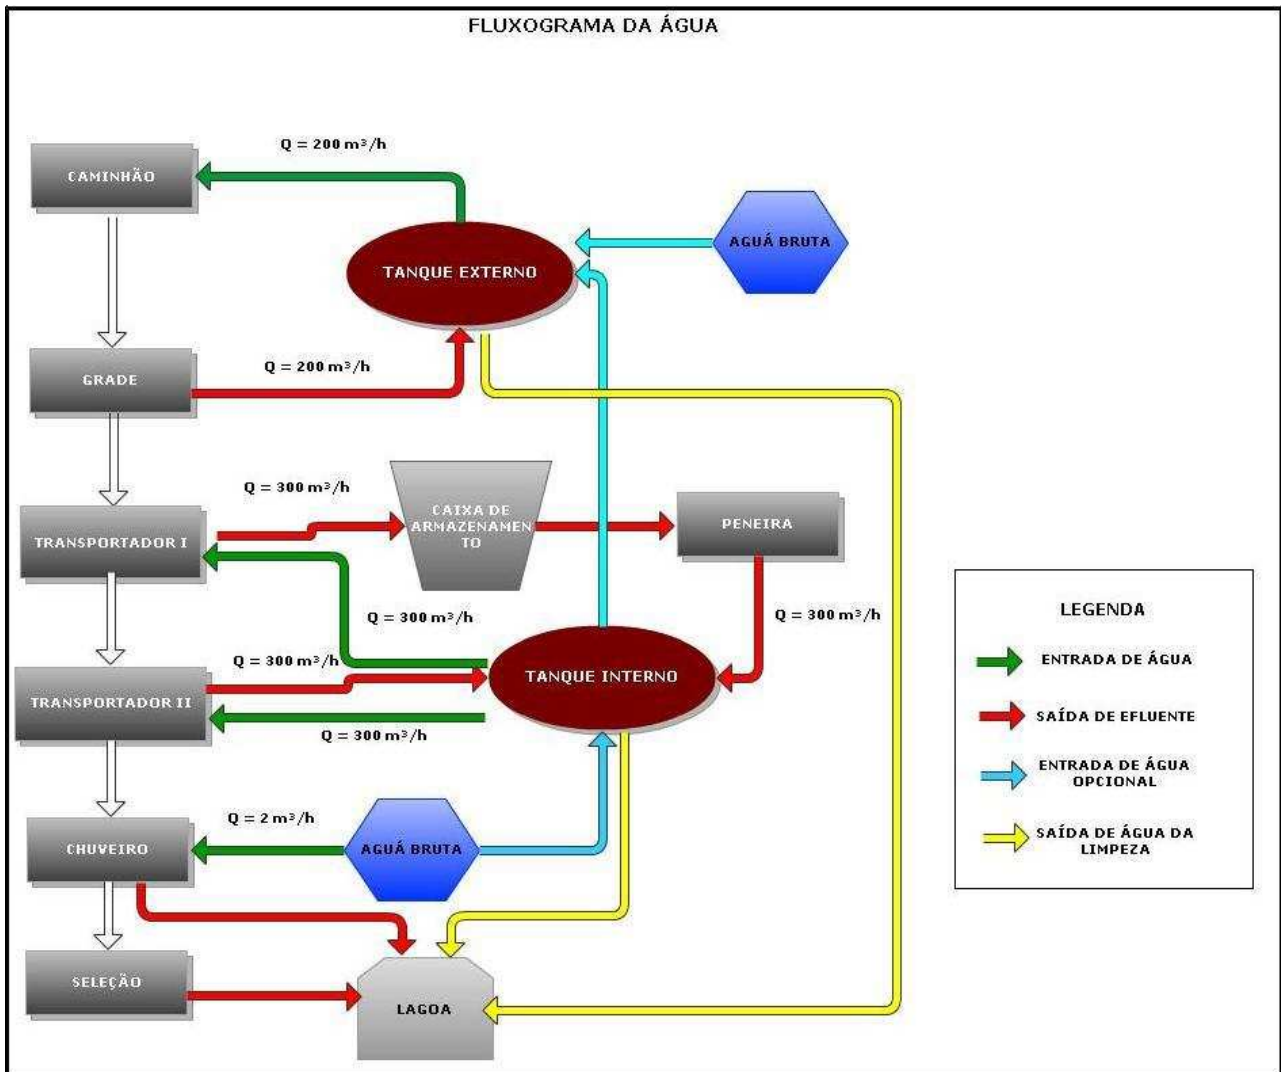 FLUXOGRAMA DA ÁGUA
Q = 200 m³/h
CAMINHÃO
AGUÁ BRUTA
TANQUE EXTERNO
Q = 200 m³/h
GRADE
Q = 300 m³/h
CAIXA DE
ARMAZENAMEN
TO
PENEIRA
TRANSPORTADOR I
Q = 300 m³/h
Q = 300 m³/h
Q = 300 m³/h
TANQUE INTERNO
TRANSPORTADOR II
Q = 300 m³/h
Q = 2 m³/h
CHUVEIRO
AGUÁ BRUTA
SELEÇÃO
LAGOA
LEGENDA
ENTRADA DE ÁGUA
SAÍDA DE EFLUENTE
ENTRADA DE ÁGUA
OPCIONAL
SAÍDA DE ÁGUA DA
LIMPEZA